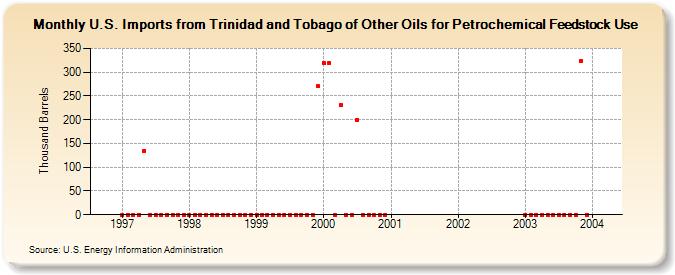 Monthly U.S. Imports from Trinidad and Tobago of Other Oils for Petrochemical Feedstock Use
Thousand Barrels
350
300
250
200
150
100
50
0
1997 1998 1999 2000 2001 2002 2003 2004
Source: U.S. Energy Information Administration